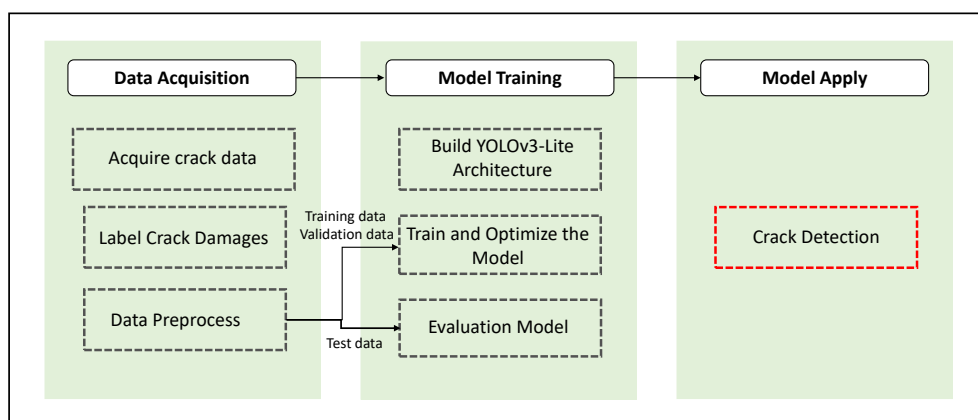 Data Acquisition
Model Training
Model Apply
Acquire crack data
Build YOLOv3-Lite
Architecture
Label Crack Damages
Training data
Validation data
Train and Optimize the
Model
Crack Detection
Data Preprocess
Test data
Evaluation Model